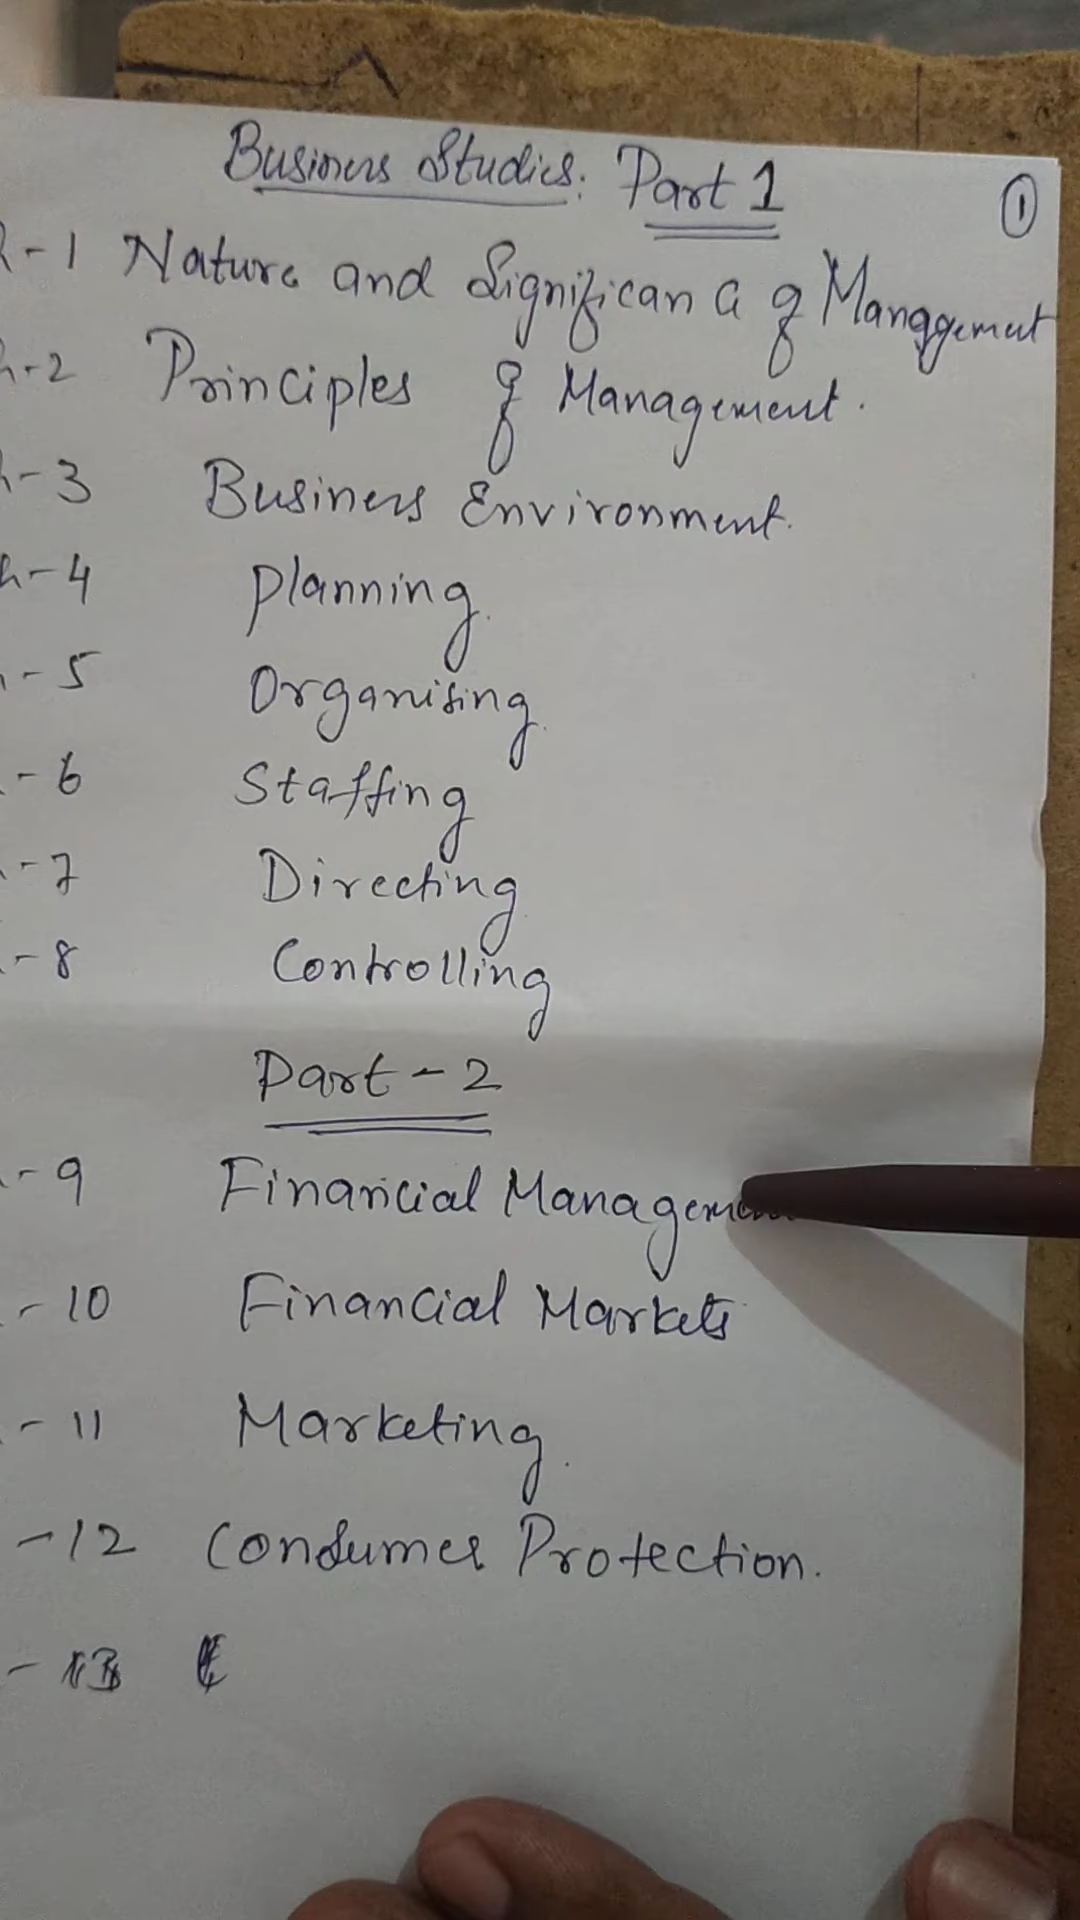 Business Studies: Part 1
1
h-1 Nature and Significance of Management
h-2 Principles of Management.
h-3 Business Environment.
h-4 Planning.
-5 Organising.
-6 Staffing
-7 Directing.
-8 Controlling
Part-2
-9 Financial Managemen
-10 Financial Markets
-11 Marketing.
-12 Consumer Protection.
-13